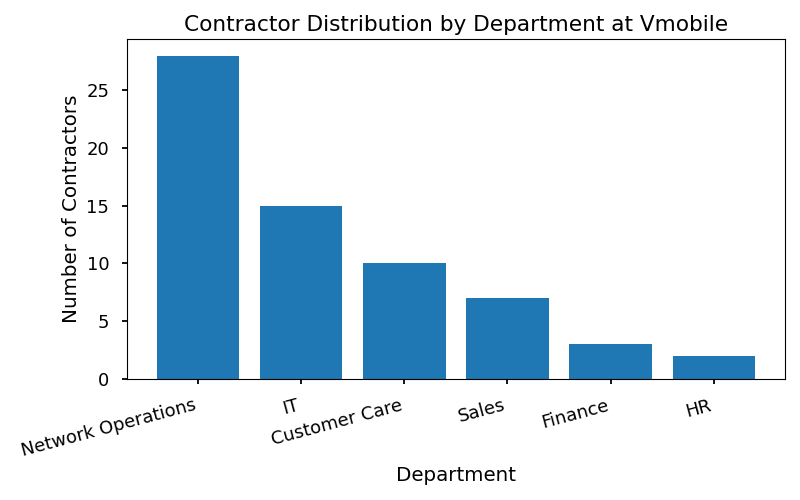 Contractor Distribution by Department at Vmobile
Number of Contractors
25
20
15
10
5
0
Network Operations
IT
Customer Care
Sales
Finance
HR
Department